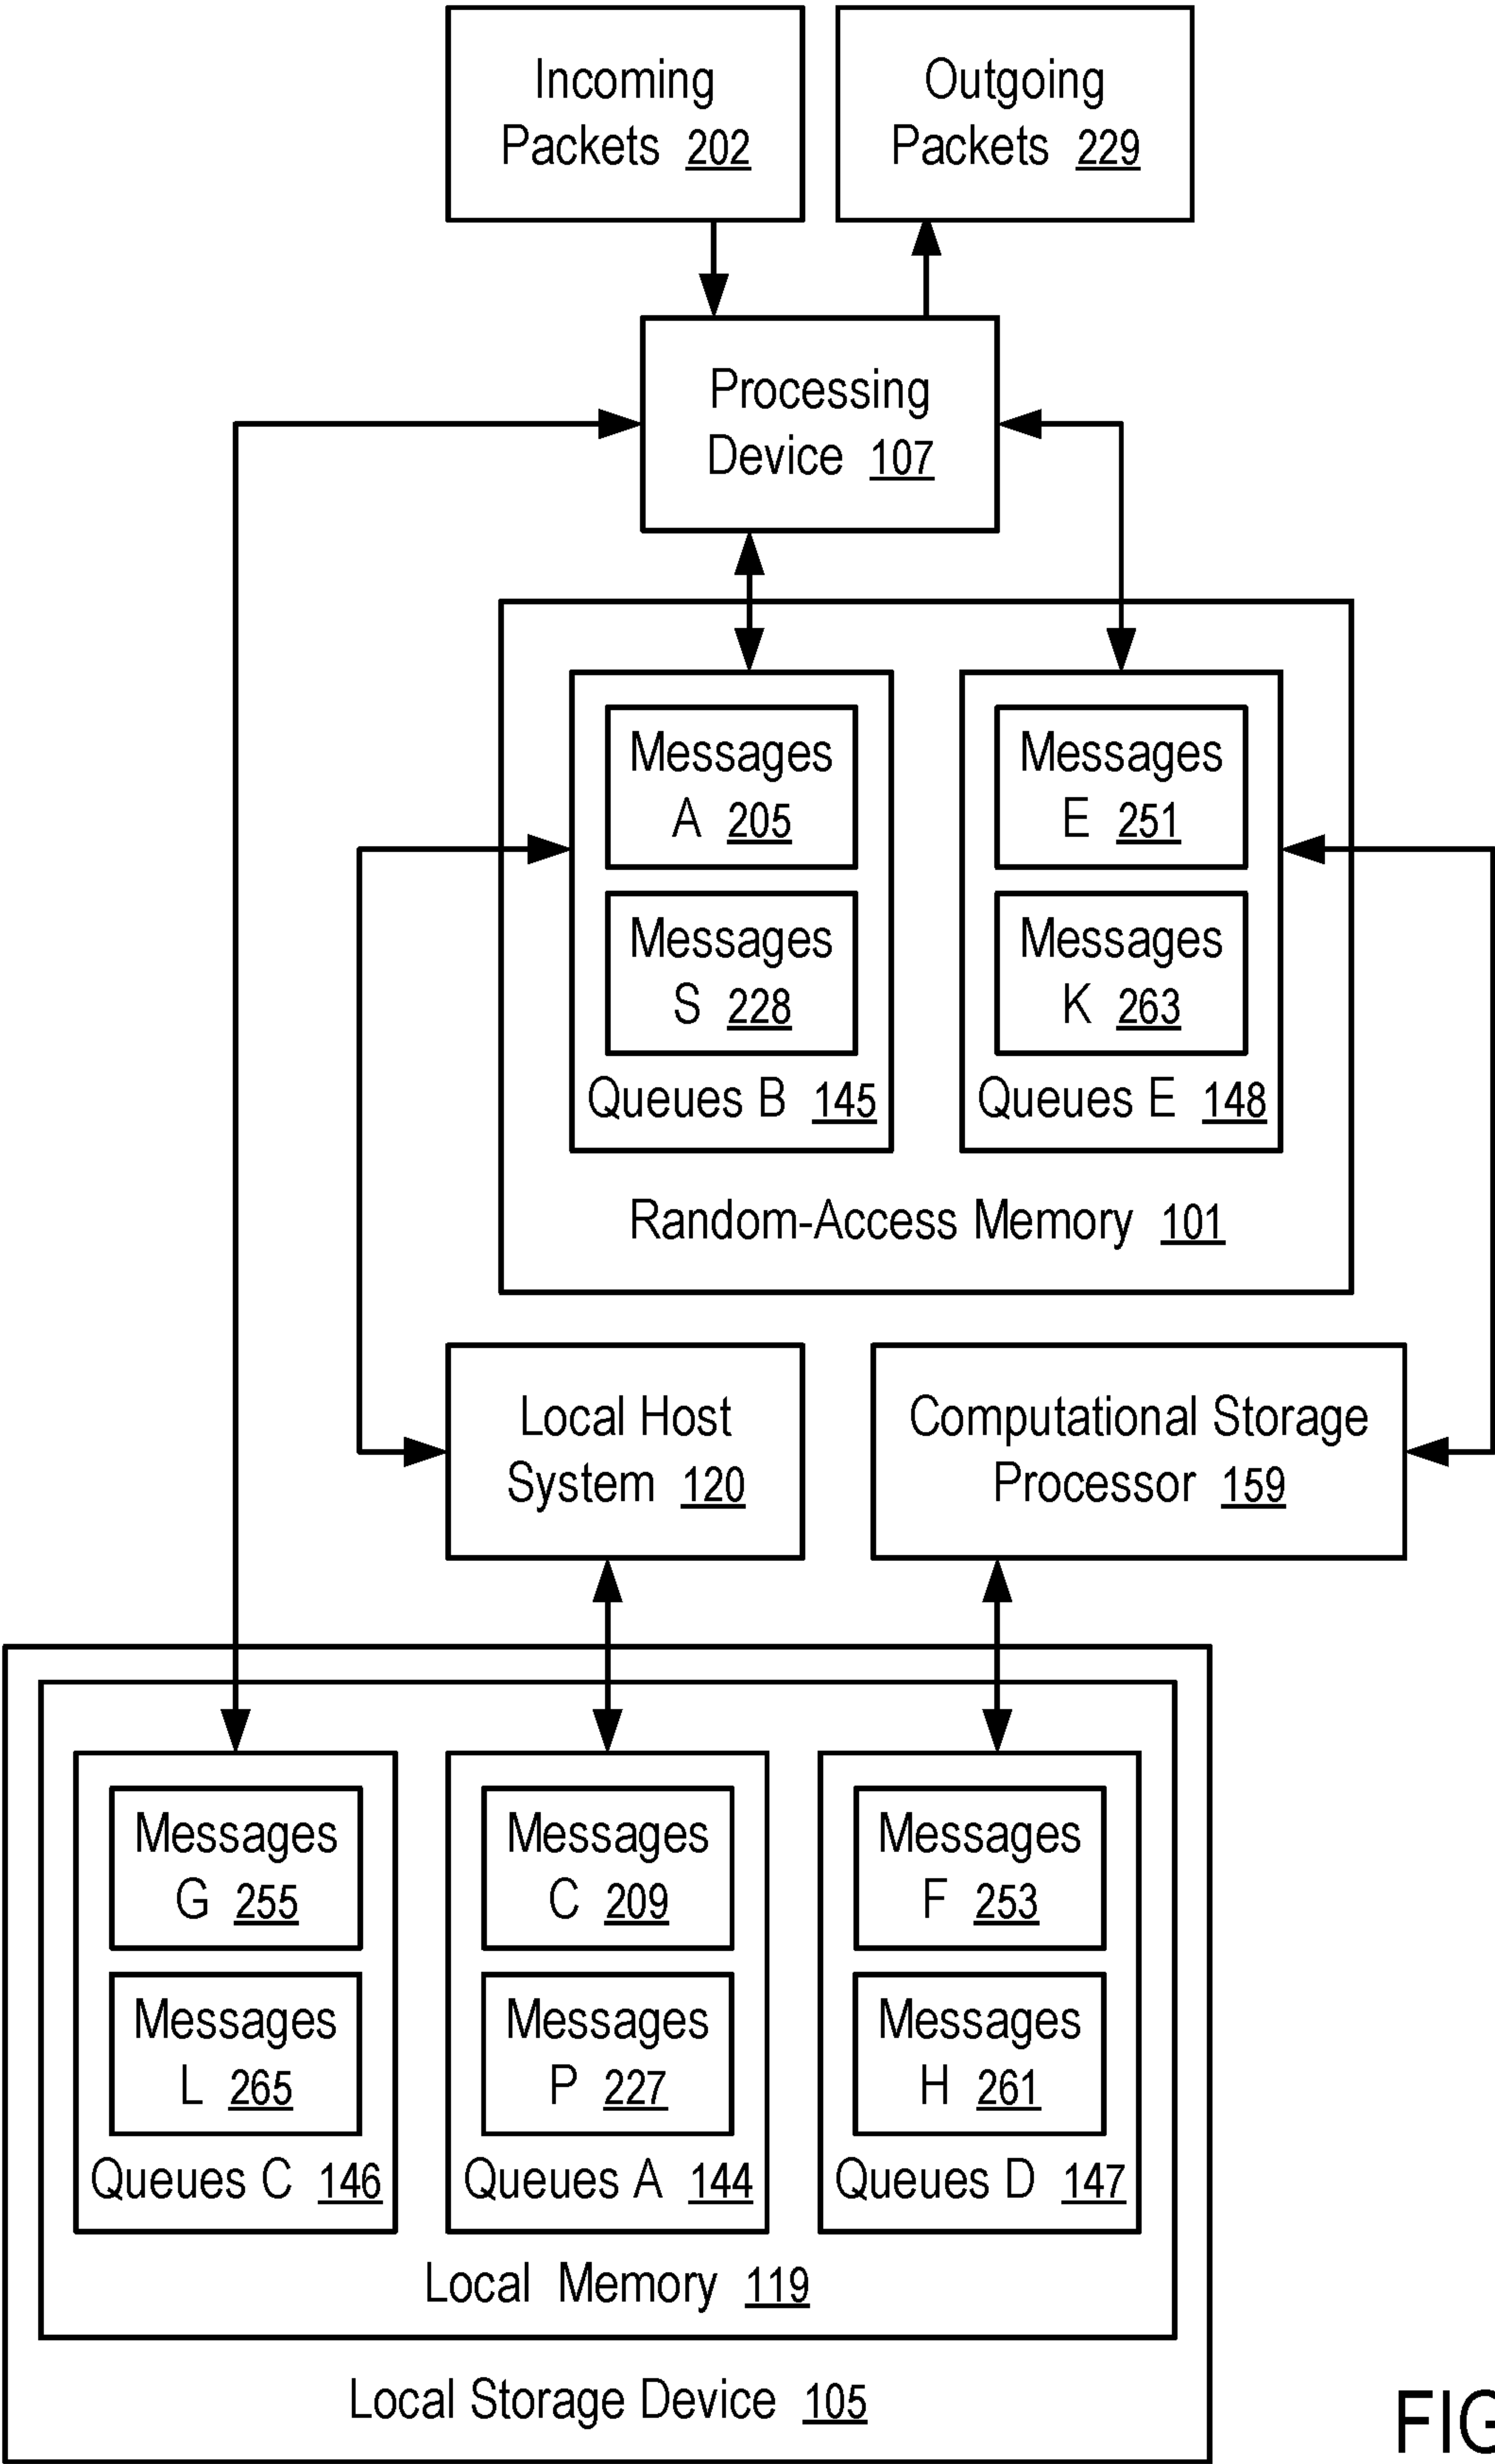 Incoming
Packets 202
Outgoing
Packets 229
Processing
Device 107
Messages
A 205
Messages
S 228
Queues B 145
Messages
E 251
Messages
K 263
Queues E 148
Random-Access Memory 101
Local Host
System 120
Computational Storage
Processor 159
Messages
G 255
Messages
L 265
Queues C 146
Messages
C 209
Messages
P 227
Queues A 144
Messages
F 253
Messages
H 261
Queues D 147
Local Memory 119
Local Storage Device 105
FIG